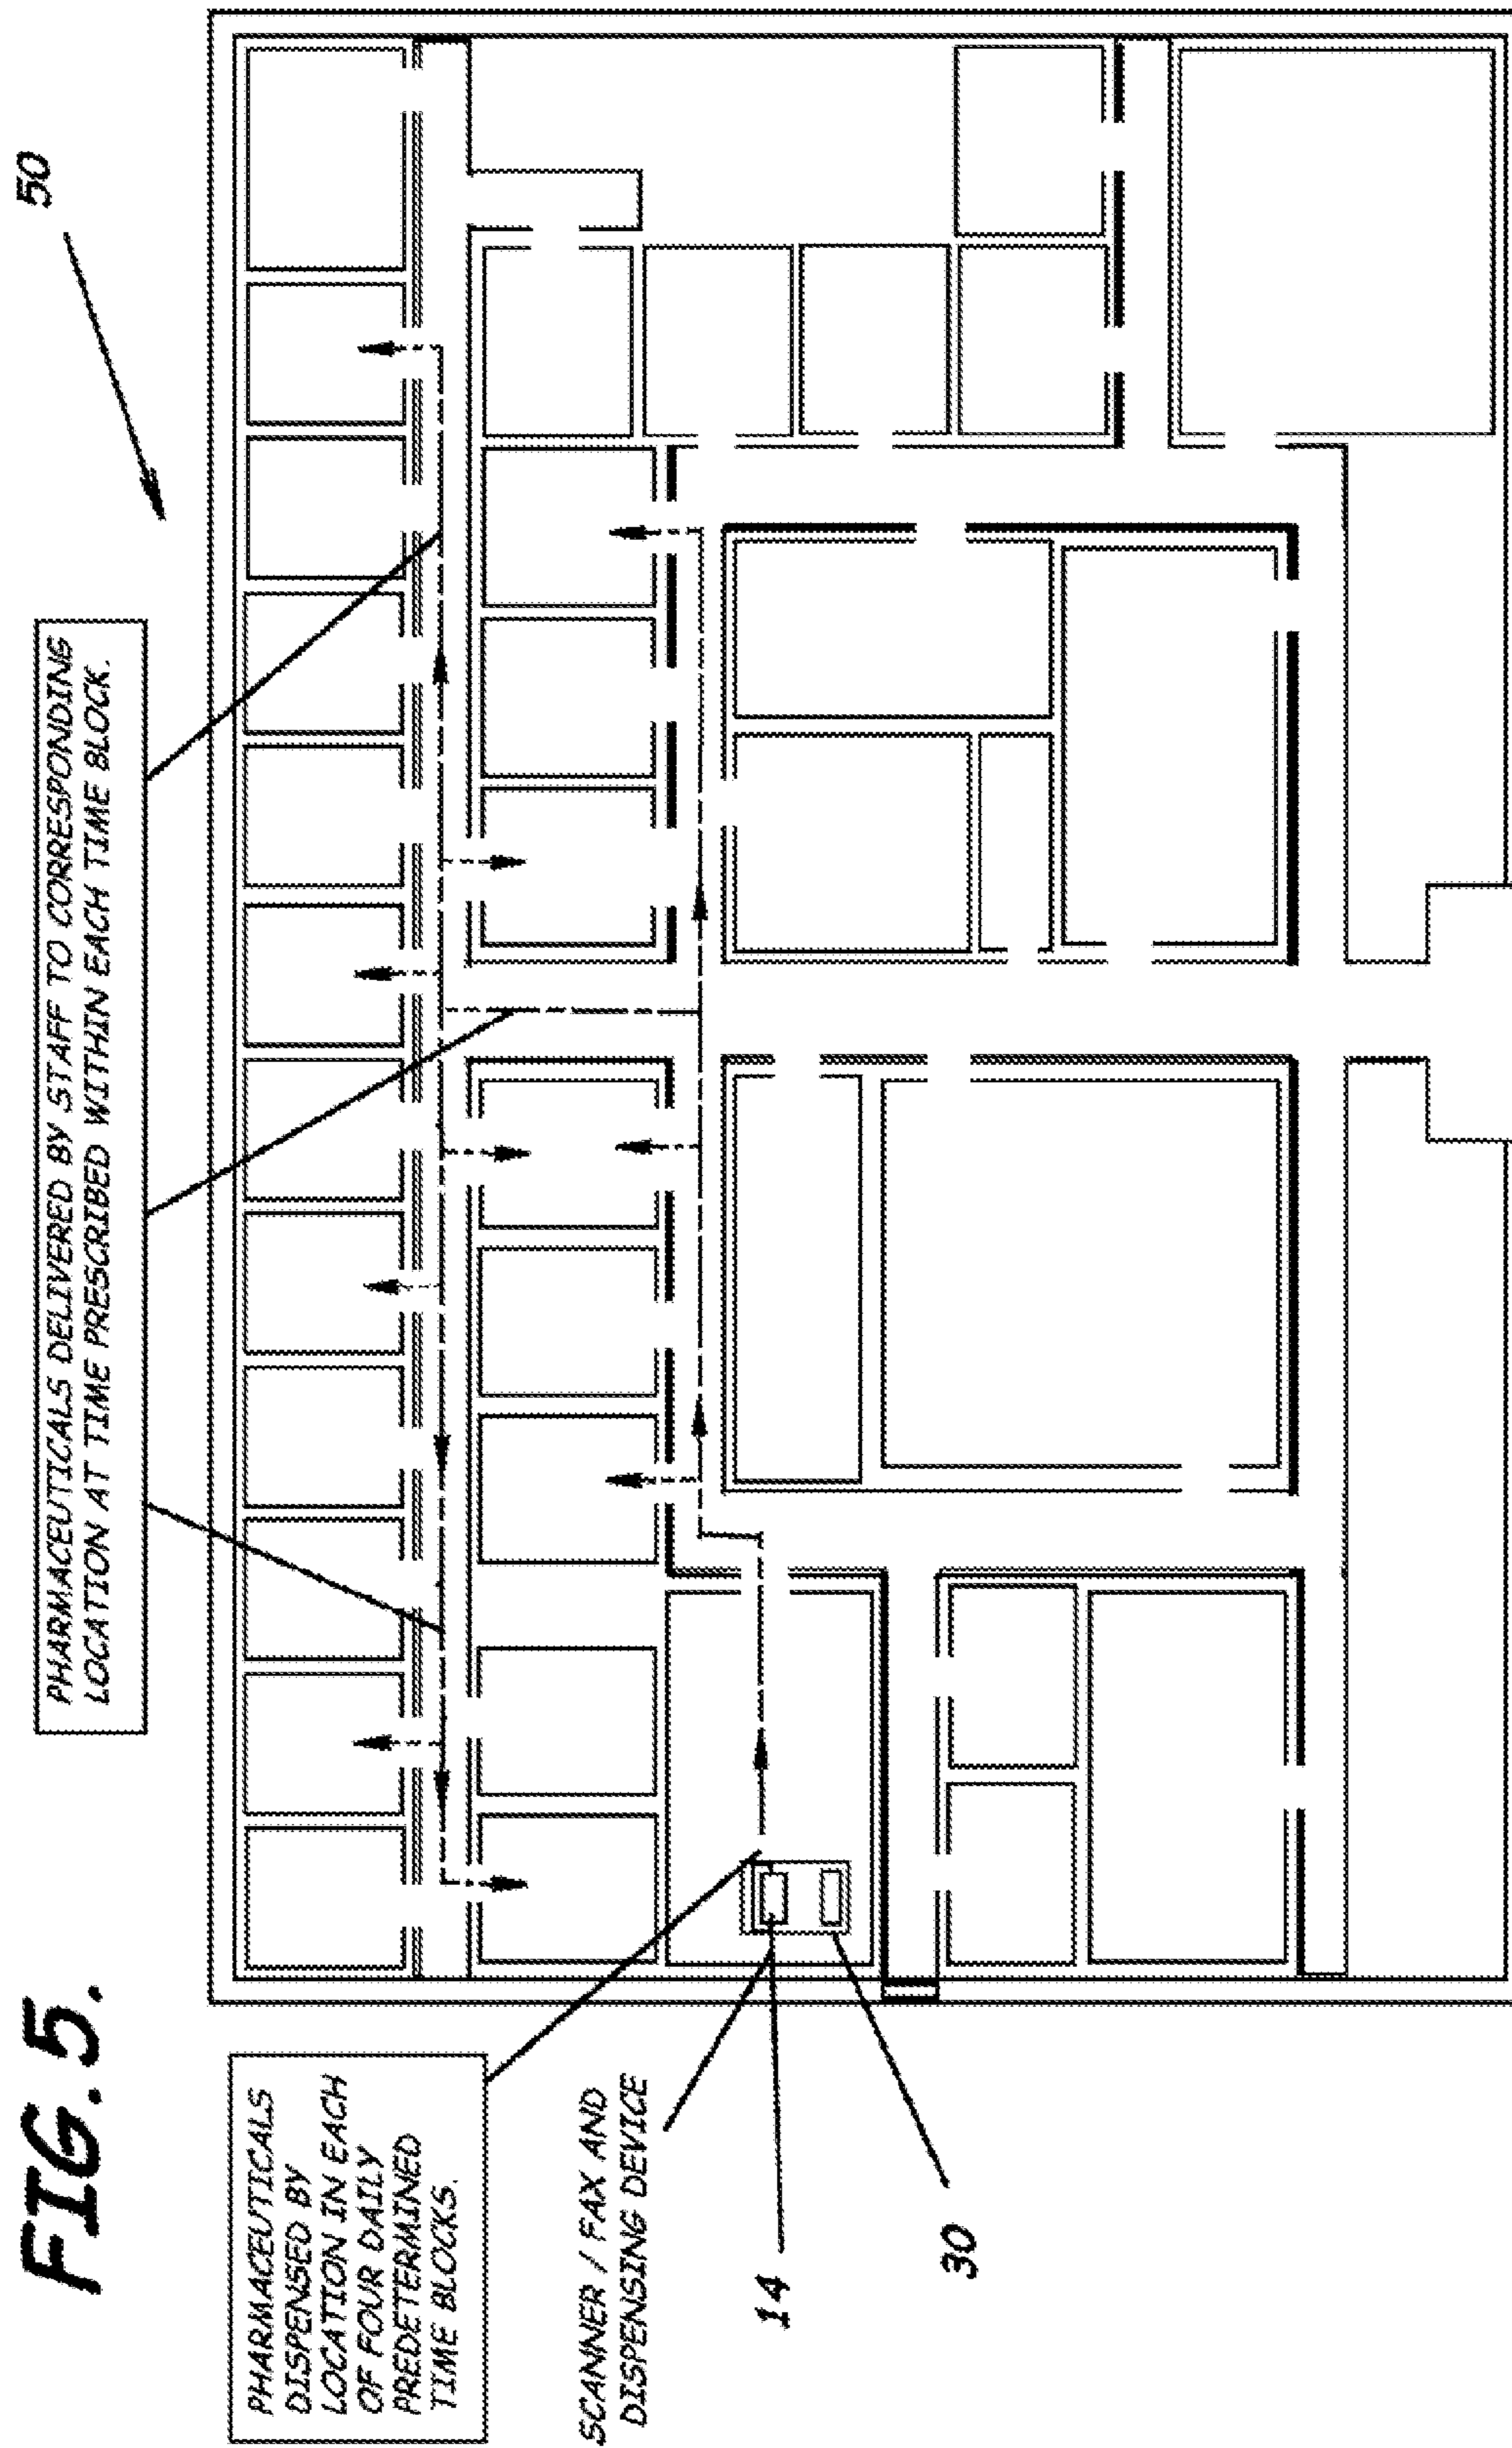 FIG. 5.
50
PHARMACEUTICALS DELIVERED BY STAFF TO CORRESPONDING
LOCATION AT TIME PRESCRIBED WITHIN EACH TIME BLOCK.
PHARMACEUTICALS
DISPENSED BY
LOCATION IN EACH
OF FOUR DAILY
PREDETERMINED
TIME BLOCKS.
SCANNER / FAX AND
DISPENSING DEVICE
14
30